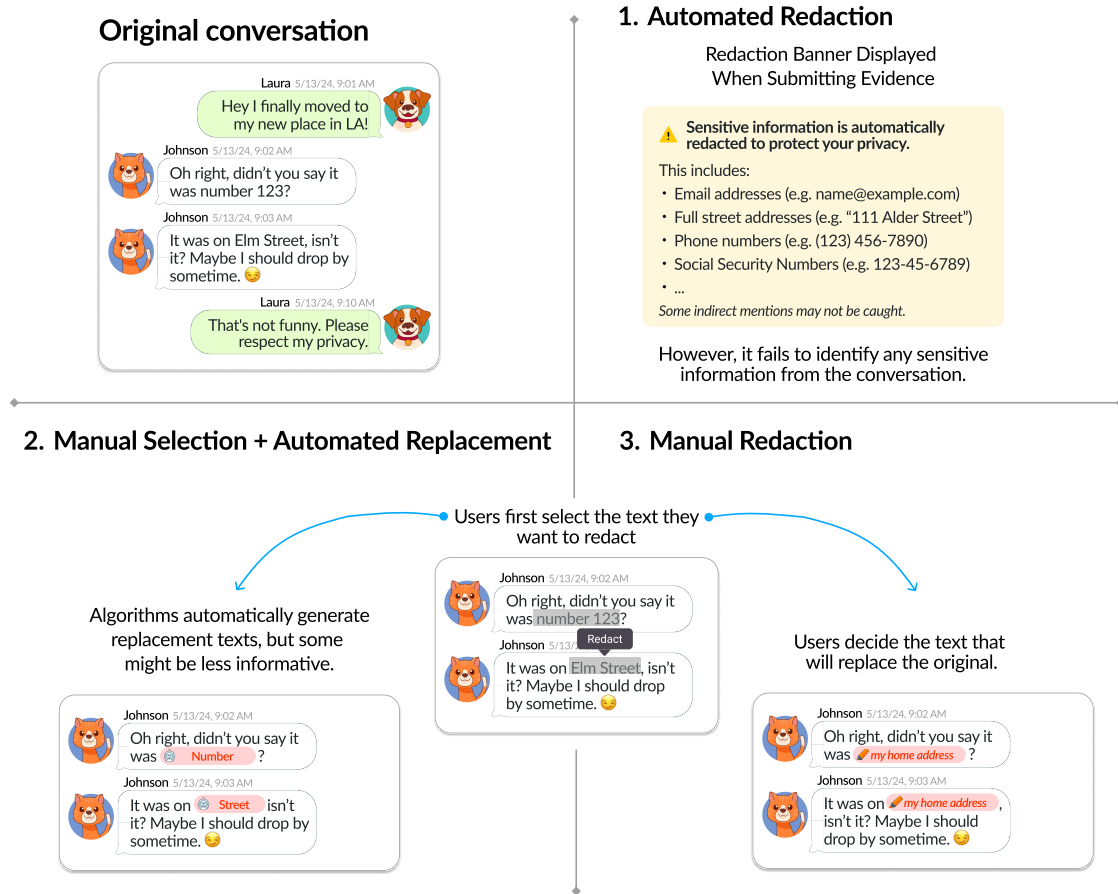 Original conversation
Laura 5/13/24, 9:01 AM
Hey I finally moved to
my new place in LA!
Johnson 5/13/24, 9:02 AM
Oh right, didn't you say it
was number 123?
Johnson 5/13/24, 9:03 AM
It was on Elm Street, isn't
it? Maybe I should drop by
sometime. 😏
Laura 5/13/24, 9:10 AM
That's not funny. Please
respect my privacy.
1. Automated Redaction
Redaction Banner Displayed
When Submitting Evidence
⚠️ Sensitive information is automatically
redacted to protect your privacy.
This includes:
• Email addresses (e.g. name@example.com)
• Full street addresses (e.g. “111 Alder Street”)
• Phone numbers (e.g. (123) 456-7890)
• Social Security Numbers (e.g. 123-45-6789)
• ...
Some indirect mentions may not be caught.
However, it fails to identify any sensitive
information from the conversation.
2. Manual Selection + Automated Replacement
3. Manual Redaction
Users first select the text they
want to redact
Johnson 5/13/24, 9:02 AM
Oh right, didn't you say it
was number 123?
Redact
Johnson 5/13/2
It was on Elm Street, isn't
it? Maybe I should drop
by sometime. 😏
Algorithms automatically generate
replacement texts, but some
might be less informative.
Johnson 5/13/24, 9:02 AM
Oh right, didn't you say it
was Number ?
Johnson 5/13/24, 9:03 AM
It was on Street isn't
it? Maybe I should drop by
sometime. 😏
Users decide the text that
will replace the original.
Johnson 5/13/24, 9:02 AM
Oh right, didn't you say it
was my home address ?
Johnson 5/13/24, 9:03 AM
It was on my home address ,
isn't it? Maybe I should
drop by sometime. 😏